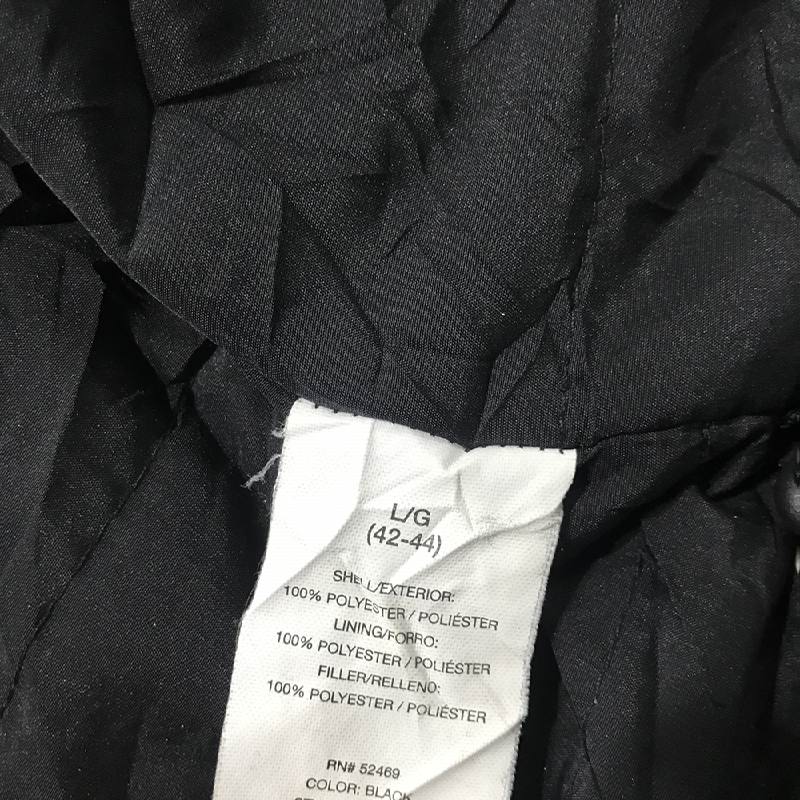 L/G
(42-44)
SHELL/EXTERIOR:
100% POLYESTER / POLIÉSTER
LINING/FORRO:
100% POLYESTER / POLIÉSTER
FILLER/RELLENO:
100% POLYESTER / POLIÉSTER
RN# 52469
COLOR: BLACK